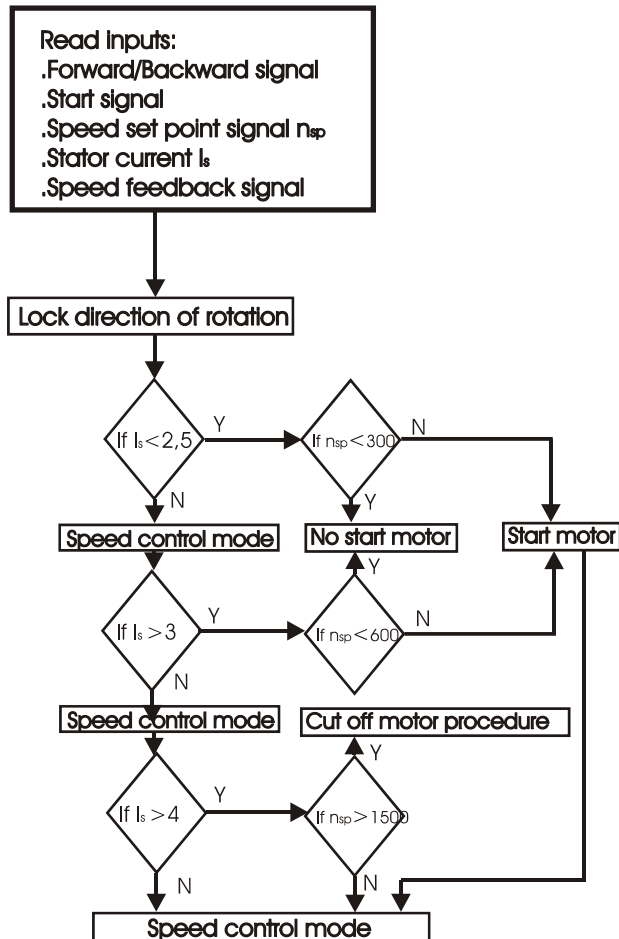 Read inputs:
.Forward/Backward signal
.Start signal
.Speed set point signal nsp
.Stator current Is
.Speed feedback signal
Lock direction of rotation
If Is<2,5
Y
If nsp<300
N
N
Y
Speed control mode
No start motor
Start motor
Y
If Is>3
Y
If nsp<600
N
N
Speed control mode
Cut off motor procedure
Y
If Is>4
Y
If nsp>1500
N
N
Speed control mode